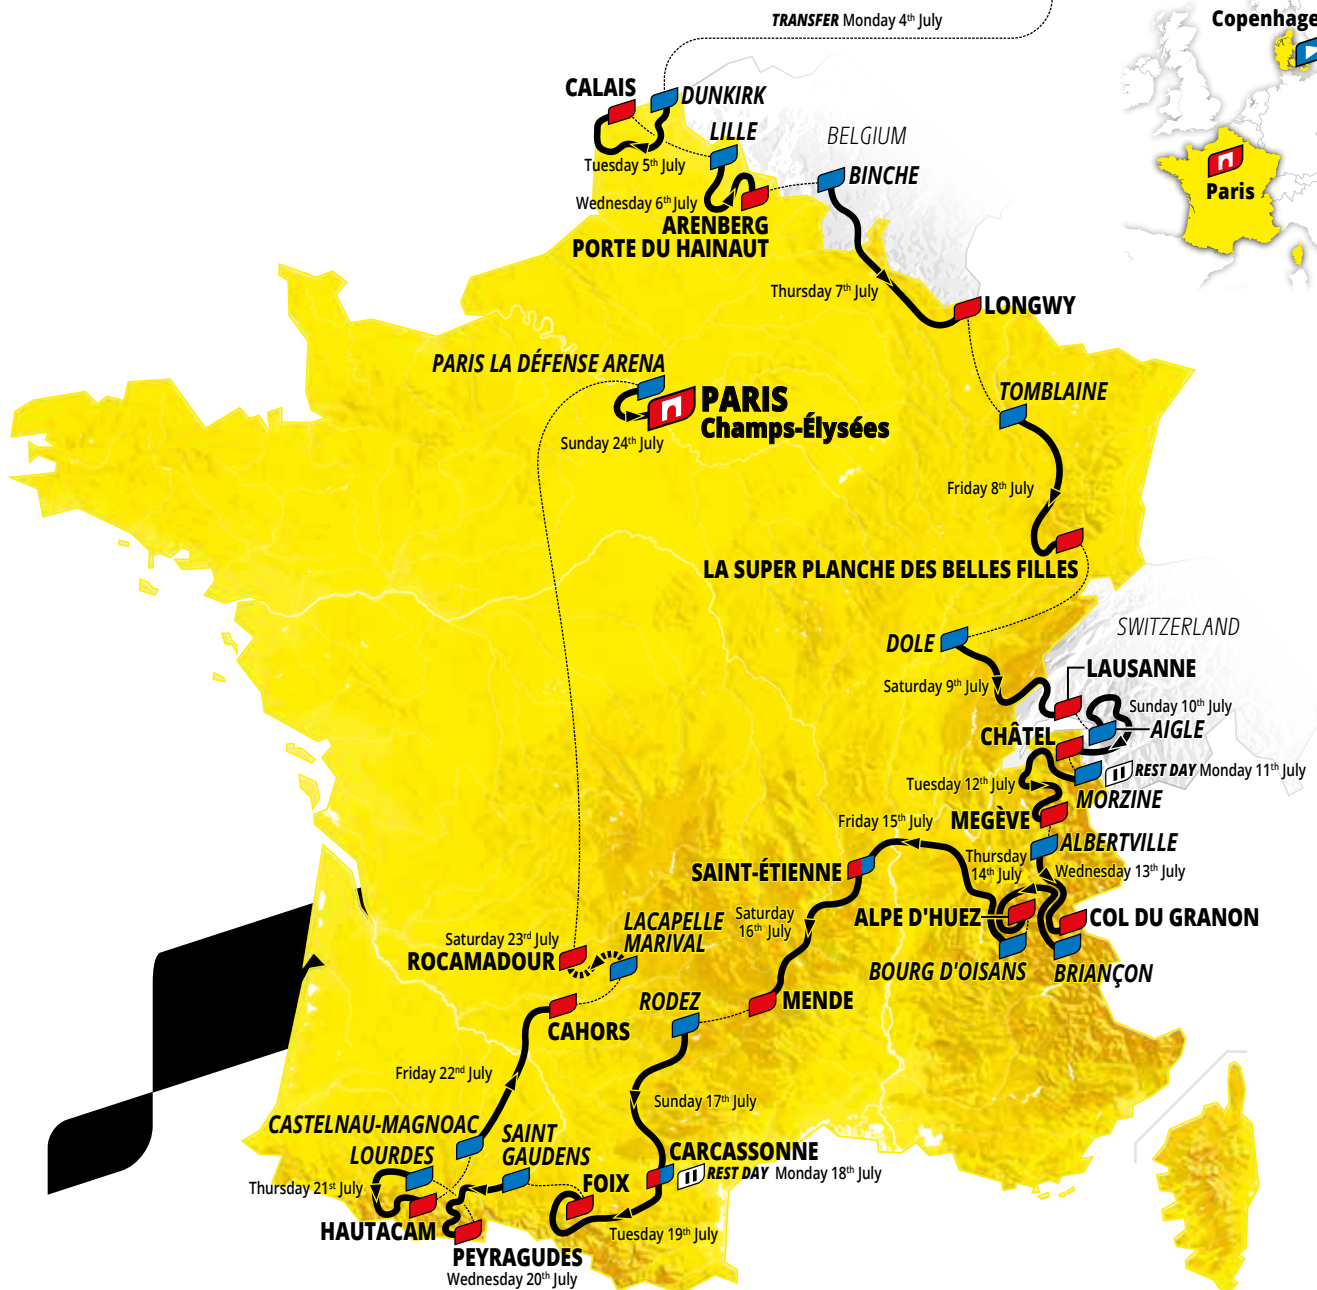 TRANSFER Monday 4th July
Copenhage
CALAIS
DUNKIRK
LILLE
BELGIUM
Tuesday 5th July
BINCHE
Paris
Wednesday 6th July
ARENBERG
PORTE DU HAINAUT
Thursday 7th July
LONGWY
PARIS LA DÉFENSE ARENA
TOMBLAINE
PARIS
Champs-Élysées
Sunday 24th July
Friday 8th July
LA SUPER PLANCHE DES BELLES FILLES
SWITZERLAND
DOLE
LAUSANNE
Saturday 9th July
Sunday 10th July
AIGLE
CHÂTEL
REST DAY Monday 11th July
Tuesday 12th July
MORZINE
MEGÈVE
Friday 15th July
ALBERTVILLE
Thursday
14th July
Wednesday 13th July
SAINT-ÉTIENNE
ALPE D'HUEZ
COL DU GRANON
LACAPELLE
MARIVAL
Saturday
16th July
Saturday 23rd July
ROCAMADOUR
BOURG D'OISANS
BRIANÇON
RODEZ
MENDE
CAHORS
Friday 22nd July
Sunday 17th July
CASTELNAU-MAGNOAC
SAINT
GAUDENS
LOURDES
CARCASSONNE
REST DAY Monday 18th July
Thursday 21st July
FOIX
HAUTACAM
Tuesday 19th July
PEYRAGUDES
Wednesday 20th July